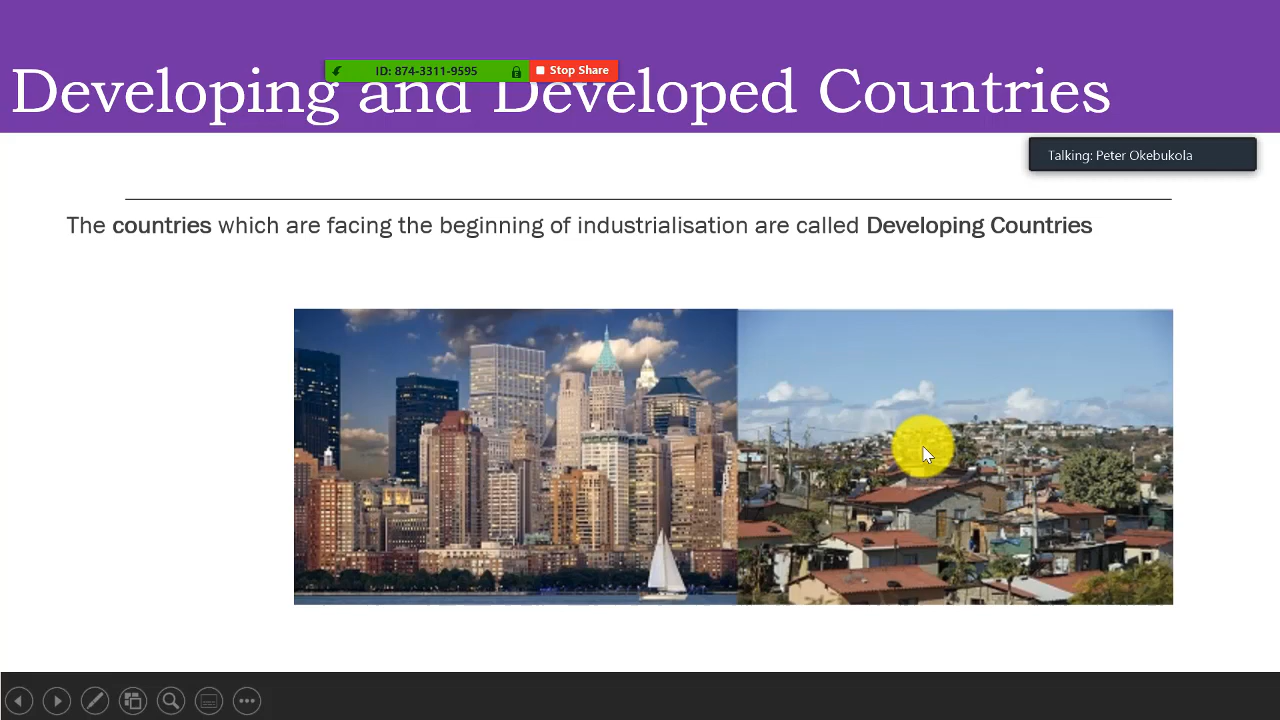 ID: 874-3311-9595
Stop Share
Developing and Developed Countries
Talking: Peter Okebukola
The countries which are facing the beginning of industrialisation are called Developing Countries